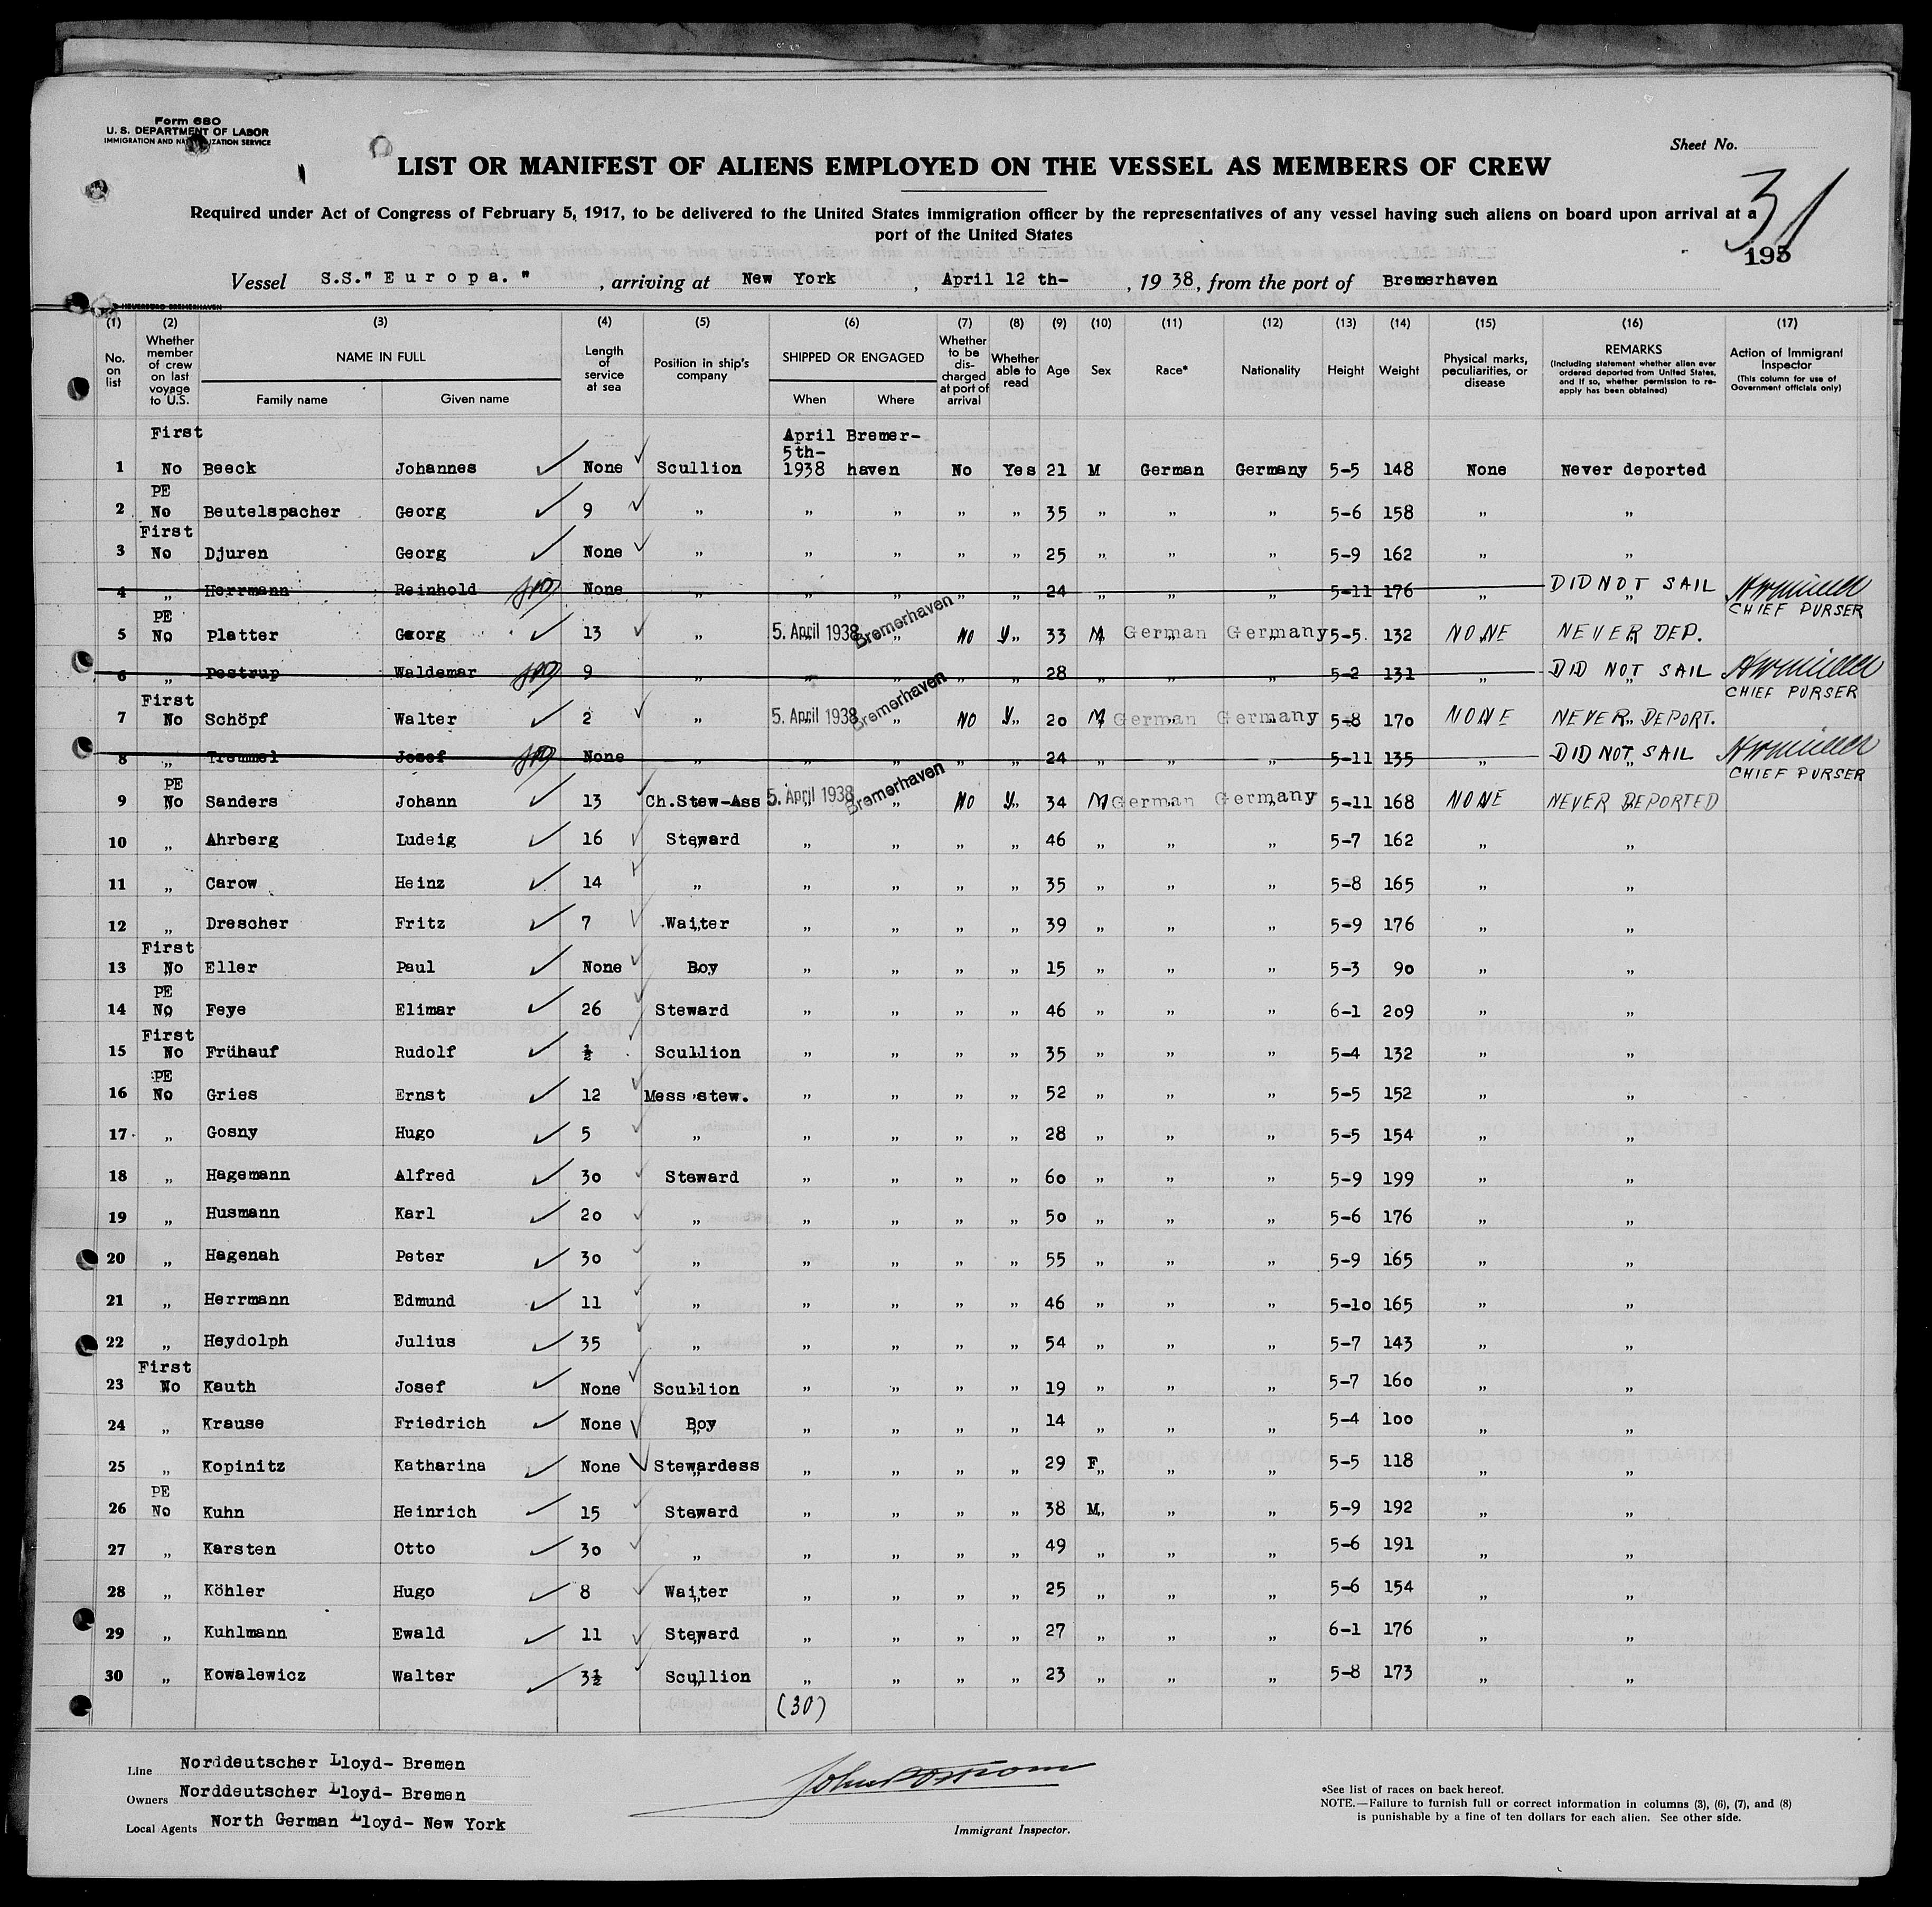 Form 680
U. S. DEPARTMENT OF LABOR
IMMIGRATION AND NATURALIZATION SERVICE
Sheet No.
31
LIST OR MANIFEST OF ALIENS EMPLOYED ON THE VESSEL AS MEMBERS OF CREW
Required under Act of Congress of February 5, 1917, to be delivered to the United States immigration officer by the representatives of any vessel having such aliens on board upon arrival at a
port of the United States
195
Vessel S.S." E u r o p a. " , arriving at New York , April 12 th- , 19 38, from the port of Bremerhaven
HEUERBURO BREMERHAVEN
(1) (2) (3) (4) (5) (6) (7) (8) (9) (10) (11) (12) (13) (14) (15) (16) (17)
No. on list
Whether member of crew on last voyage to U.S.
NAME IN FULL
Family name Given name
Length of service at sea
Position in ship's company
SHIPPED OR ENGAGED
When Where
Whether to be discharged at port of arrival
Whether able to read
Age Sex Race* Nationality Height Weight
Physical marks, peculiarities, or disease
REMARKS
(Including statement whether alien ever ordered deported from United States, and if so, whether permission to reapply has been obtained)
Action of Immigrant Inspector
(This column for use of Government officials only)
First April Bremer-
5th-
1 No Beeck Johannes ✓ None ✓ Scullion 1938 haven No Yes 21 M German Germany 5-5 148 None Never deported
PE
2 No Beutelspacher Georg ✓ 9 ✓ „ „ „ „ „ 35 „ „ „ 5-6 158 „ „
First
3 No Djuren Georg ✓ None ✓ „ „ „ „ „ 25 „ „ „ 5-9 162 „ „
4 „ Herrmann Reinhold None „ „ „ „ 24 „ „ „ 5-11 176 „ DID NOT SAIL
CHIEF PURSER
PE
5 No Platter Georg ✓ 13 ✓ „ 5. April 1938 Bremerhaven No Y„ 33 M German Germany 5-5 132 NONE NEVER DEP.
6 „ Postrup Waldemar 9 „ „ „ „ „ 28 „ „ „ 5-2 131 „ DID NOT SAIL
CHIEF PURSER
First
7 No Schöpf Walter ✓ 2 ✓ „ 5. April 1938 Bremerhaven No Y„ 20 M German Germany 5-8 170 NONE NEVER DEPORT.
8 „ Tremmel Josef None „ „ „ „ „ 24 „ „ „ 5-11 135 „ DID NOT SAIL
CHIEF PURSER
PE
9 No Sanders Johann ✓ 13 ✓ Ch.Stew-Ass 5. April 1938 Bremerhaven No Y„ 34 M German Germany 5-11 168 NONE NEVER DEPORTED
10 „ Ahrberg Ludeig ✓ 16 ✓ Steward „ „ „ „ 46 „ „ „ 5-7 162 „ „
11 „ Carow Heinz ✓ 14 ✓ „ „ „ „ „ 35 „ „ „ 5-8 165 „ „
12 „ Drescher Fritz ✓ 7 ✓ Waiter „ „ „ „ 39 „ „ „ 5-9 176 „ „
First
13 No Eller Paul ✓ None ✓ Boy „ „ „ „ 15 „ „ „ 5-3 90 „ „
PE
14 No Feye Elimar ✓ 26 ✓ Steward „ „ „ „ 46 „ „ „ 6-1 209 „ „
First
15 No Frühauf Rudolf ✓ ½ ✓ Scullion „ „ „ „ 35 „ „ „ 5-4 132 „ „
PE
16 No Gries Ernst ✓ 12 ✓ Mess stew. „ „ „ „ 52 „ „ „ 5-5 152 „ „
17 „ Gosny Hugo ✓ 5 ✓ „ „ „ „ „ 28 „ „ „ 5-5 154 „ „
18 „ Hagemann Alfred ✓ 30 ✓ Steward „ „ „ „ 60 „ „ „ 5-9 199 „ „
19 „ Husmann Karl ✓ 20 ✓ „ „ „ „ „ 50 „ „ „ 5-6 176 „ „
20 „ Hagenah Peter ✓ 30 ✓ „ „ „ „ „ 55 „ „ „ 5-9 165 „ „
21 „ Herrmann Edmund ✓ 11 ✓ „ „ „ „ „ 46 „ „ „ 5-10 165 „ „
22 „ Heydolph Julius ✓ 35 ✓ „ „ „ „ „ 54 „ „ „ 5-7 143 „ „
First
23 No Kauth Josef ✓ None ✓ Scullion „ „ „ „ 19 „ „ „ 5-7 160 „ „
24 „ Krause Friedrich ✓ None ✓ Boy „ „ „ „ 14 „ „ „ 5-4 100 „ „
25 „ Kopinitz Katharina ✓ None ✓ Stewardess „ „ „ „ 29 F„ „ „ 5-5 118 „ „
PE
26 No Kuhn Heinrich ✓ 15 ✓ Steward „ „ „ „ 38 M„ „ „ 5-9 192 „ „
27 „ Karsten Otto ✓ 30 ✓ „ „ „ „ „ 49 „ „ „ 5-6 191 „ „
28 „ Köhler Hugo ✓ 8 ✓ Waiter „ „ „ „ 25 „ „ „ 5-6 154 „ „
29 „ Kuhlmann Ewald ✓ 11 ✓ Steward „ „ „ „ 27 „ „ „ 6-1 176 „ „
30 „ Kowalewicz Walter ✓ 3½ ✓ Scullion „ „ „ „ 23 „ „ „ 5-8 173 „ „
(30)
Line Norddeutscher Lloyd- Bremen
Owners Norddeutscher Lloyd- Bremen
Local Agents North German Lloyd- New York
Immigrant Inspector.
*See list of races on back hereof.
NOTE.—Failure to furnish full or correct information in columns (3), (6), (7), and (8)
is punishable by a fine of ten dollars for each alien. See other side.